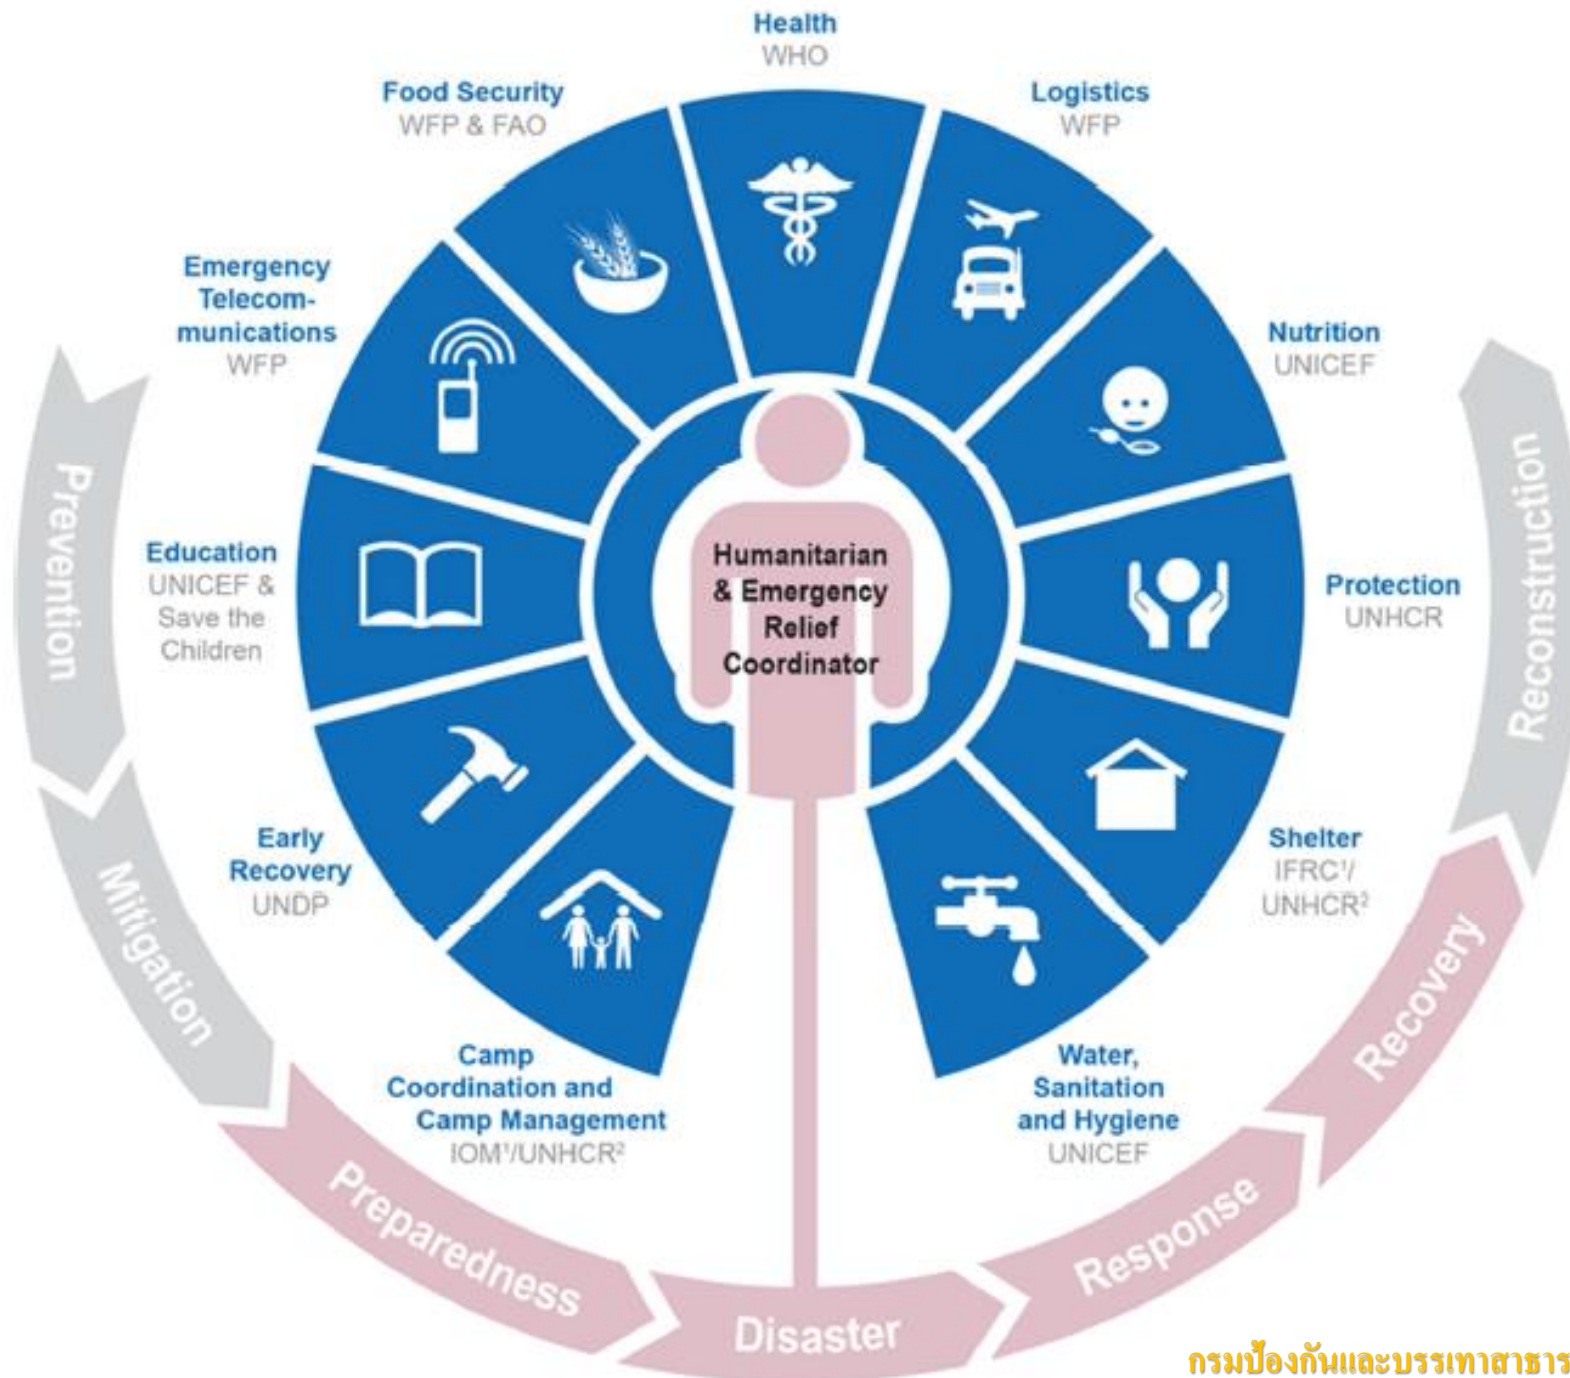 Health
WHO
Food Security
WFP & FAO
Logistics
WFP
Emergency
Telecom-
munications
WFP
Nutrition
UNICEF
Education
UNICEF &
Save the
Children
Humanitarian
& Emergency
Relief
Coordinator
Protection
UNHCR
Early
Recovery
UNDP
Shelter
IFRC¹/
UNHCR²
Camp
Coordination and
Camp Management
IOM¹/UNHCR²
Water,
Sanitation
and Hygiene
UNICEF
Prevention
Mitigation
Preparedness
Disaster
Response
Recovery
Reconstruction
กรมป้องกันและบรรเทาสาธาร